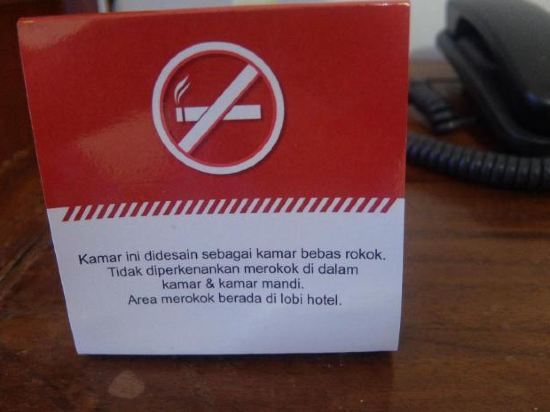 Kamar ini didesain sebagai kamar bebas rokok.
Tidak diperkenankan merokok di dalam
kamar & kamar mandi.
Area merokok berada di lobi hotel.